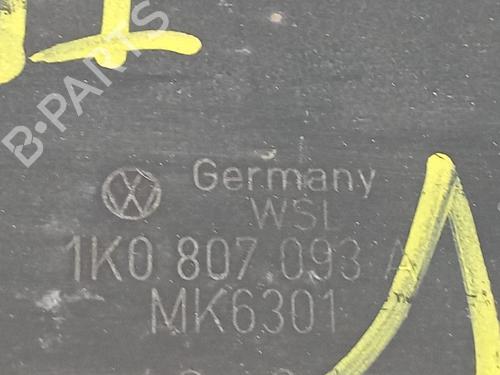 B-PARTS
Germany
WSL
1K0 807 093 A
MK6301